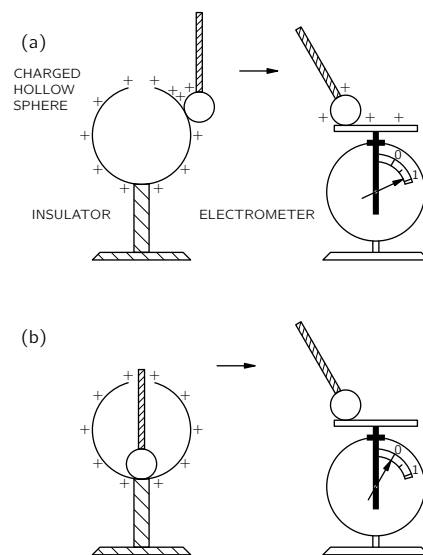 (a)
CHARGED
HOLLOW
SPHERE
INSULATOR
ELECTROMETER
0
1
(b)
0
1